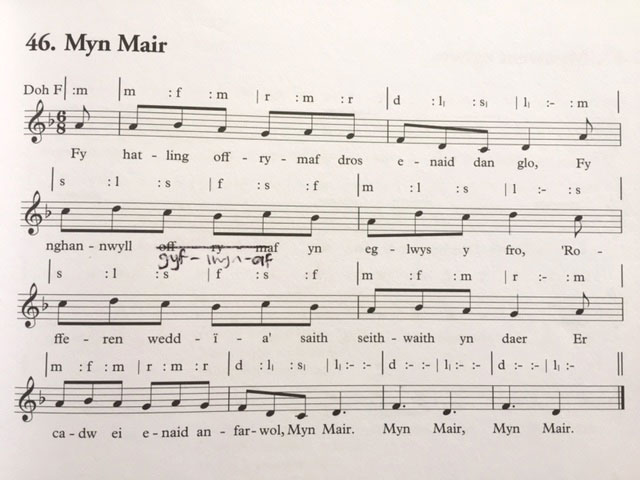 46. Myn Mair
Doh F |:m | m :f :m | r :m :r | d :l₁ :s₁ | l₁ :- :m |
6
8
Fy hat - ling off - ry - maf dros e - naid dan glo, Fy
| s :l :s | f :s :f | m :l :s | l :- :s |
nghan - nwyll off ry maf yn eg - lwys y fro, 'Ro -
gyf - lwyn - af
| s :l :s | f :s :f | m :f :m | r :- :m |
ffe - ren wedd - ï - a' saith seith - waith yn daer Er
| m :f :m | r :m :r | d :l₁ :s₁ | l₁ :- :- | d :- :- | l₁ :- :- | d :- :- | l₁ :- ||
ca - dw ei e - naid an - far - wol, Myn Mair. Myn Mair, Myn Mair.